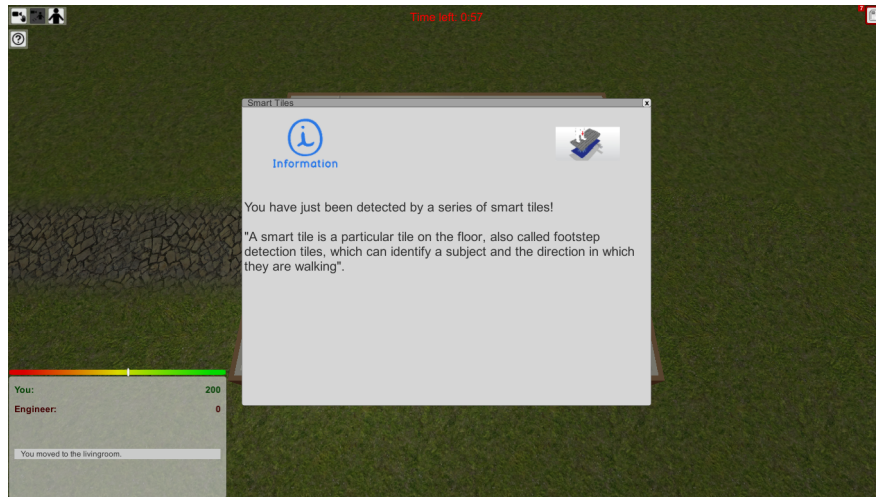 Time left: 0:57
?
Smart Tiles
x
Information
You have just been detected by a series of smart tiles!
"A smart tile is a particular tile on the floor, also called footstep
detection tiles, which can identify a subject and the direction in which
they are walking".
You: 200
Engineer: 0
You moved to the livingroom.